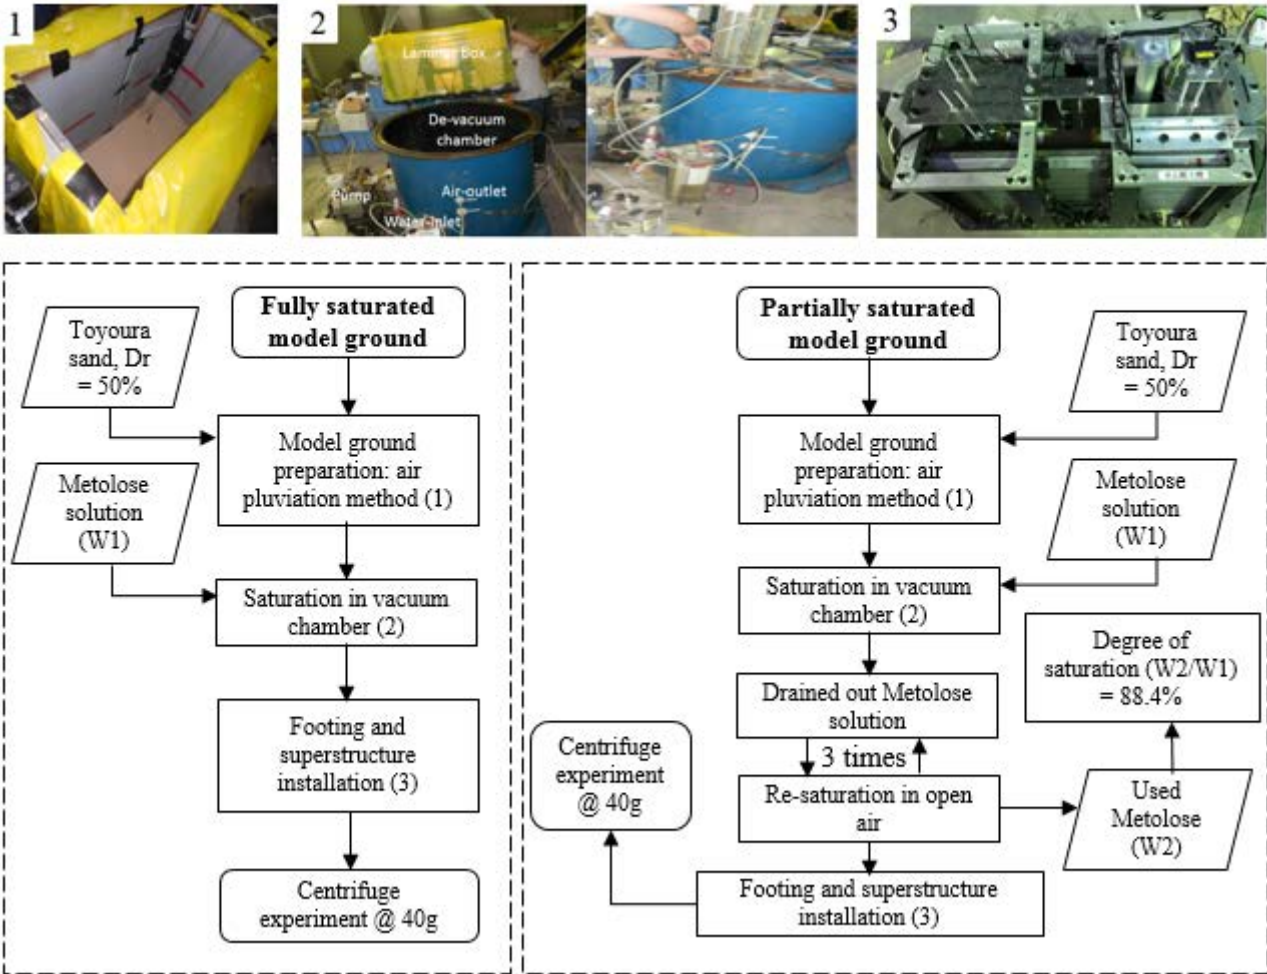 1
2
3
Laminar box
De-vacuum
chamber
Pump
Air-outlet
Water-inlet
Fully saturated
model ground
Toyoura
sand, Dr
= 50%
Model ground
preparation: air
pluviation method (1)
Metolose
solution
(W1)
Saturation in vacuum
chamber (2)
Footing and
superstructure
installation (3)
Centrifuge
experiment @ 40g
Partially saturated
model ground
Toyoura
sand, Dr
= 50%
Model ground
preparation: air
pluviation method (1)
Metolose
solution
(W1)
Saturation in vacuum
chamber (2)
Degree of
saturation (W2/W1)
= 88.4%
Drained out Metolose
solution
3 times
Centrifuge
experiment
@ 40g
Re-saturation in open
air
Used
Metolose
(W2)
Footing and superstructure
installation (3)